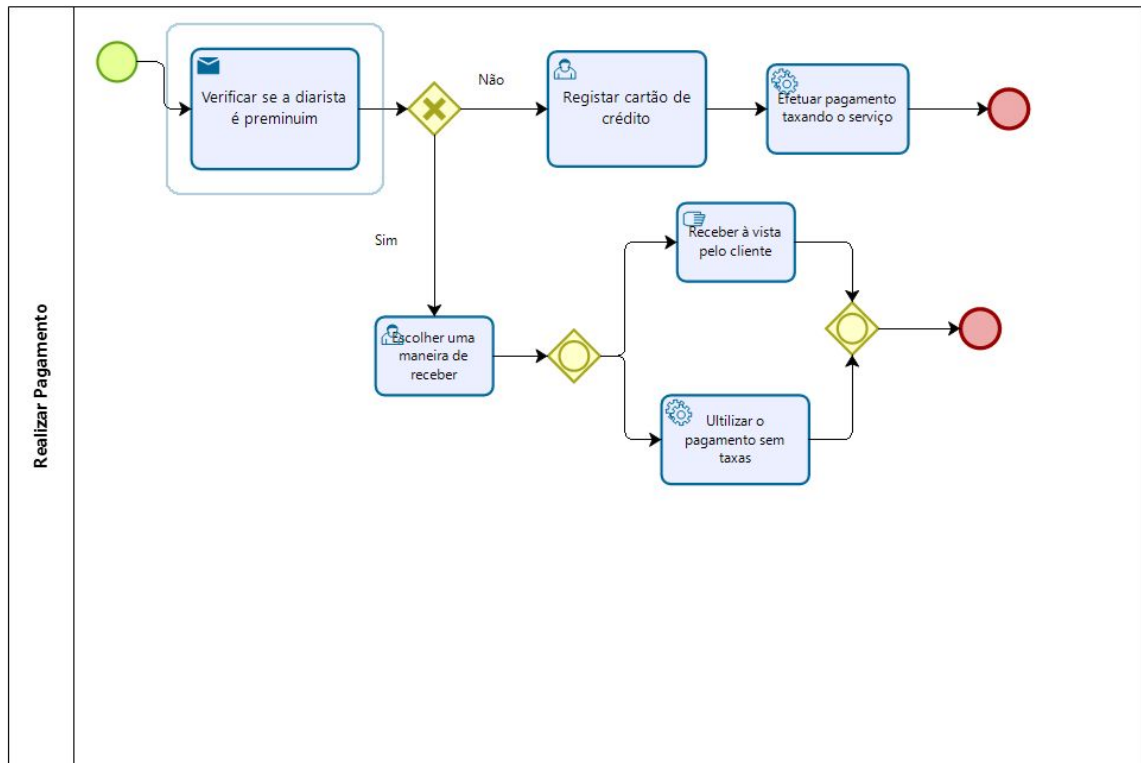 Realizar Pagamento
Verificar se a diarista
é preminuim
Não
Registar cartão de
crédito
Efetuar pagamento
taxando o serviço
Sim
Escolher uma
maneira de
receber
Receber à vista
pelo cliente
Ultilizar o
pagamento sem
taxas